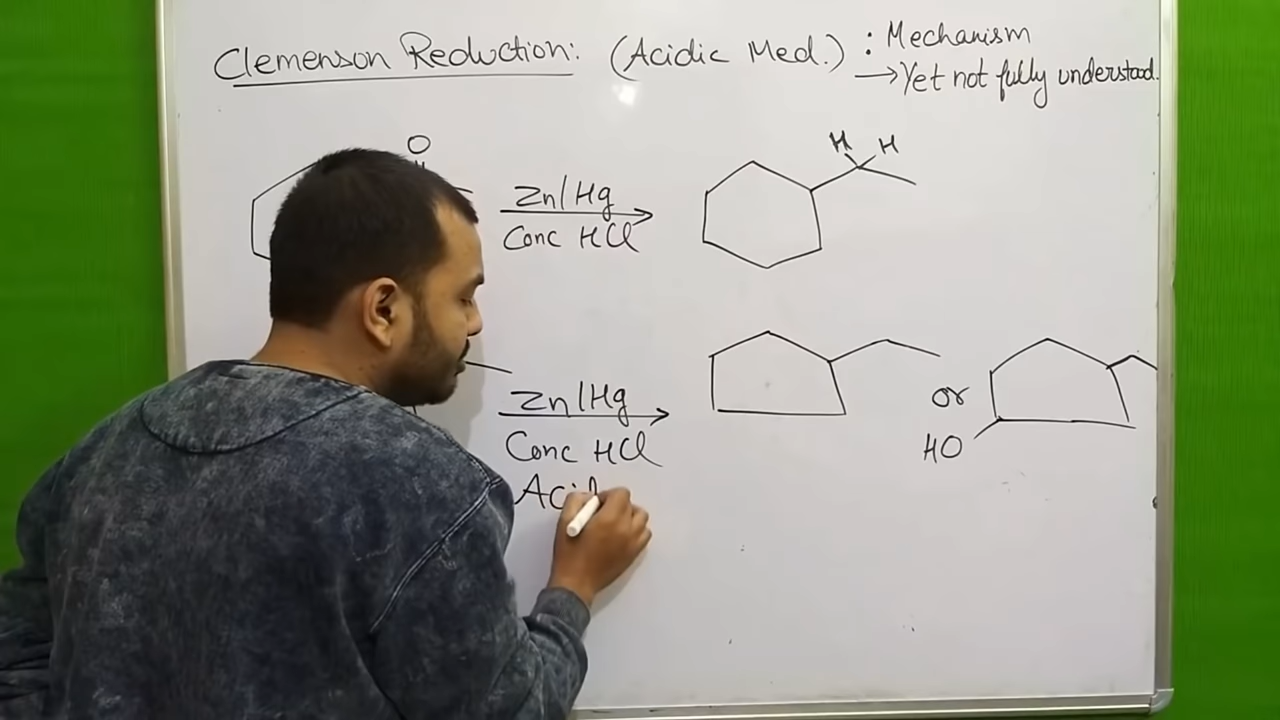 Clemenson Reduction: (Acidic Med.) : Mechanism
→ Yet not fully understood.
O
H H
Zn/Hg
Conc HCl
Zn/Hg
or
Conc HCl
HO
Aci